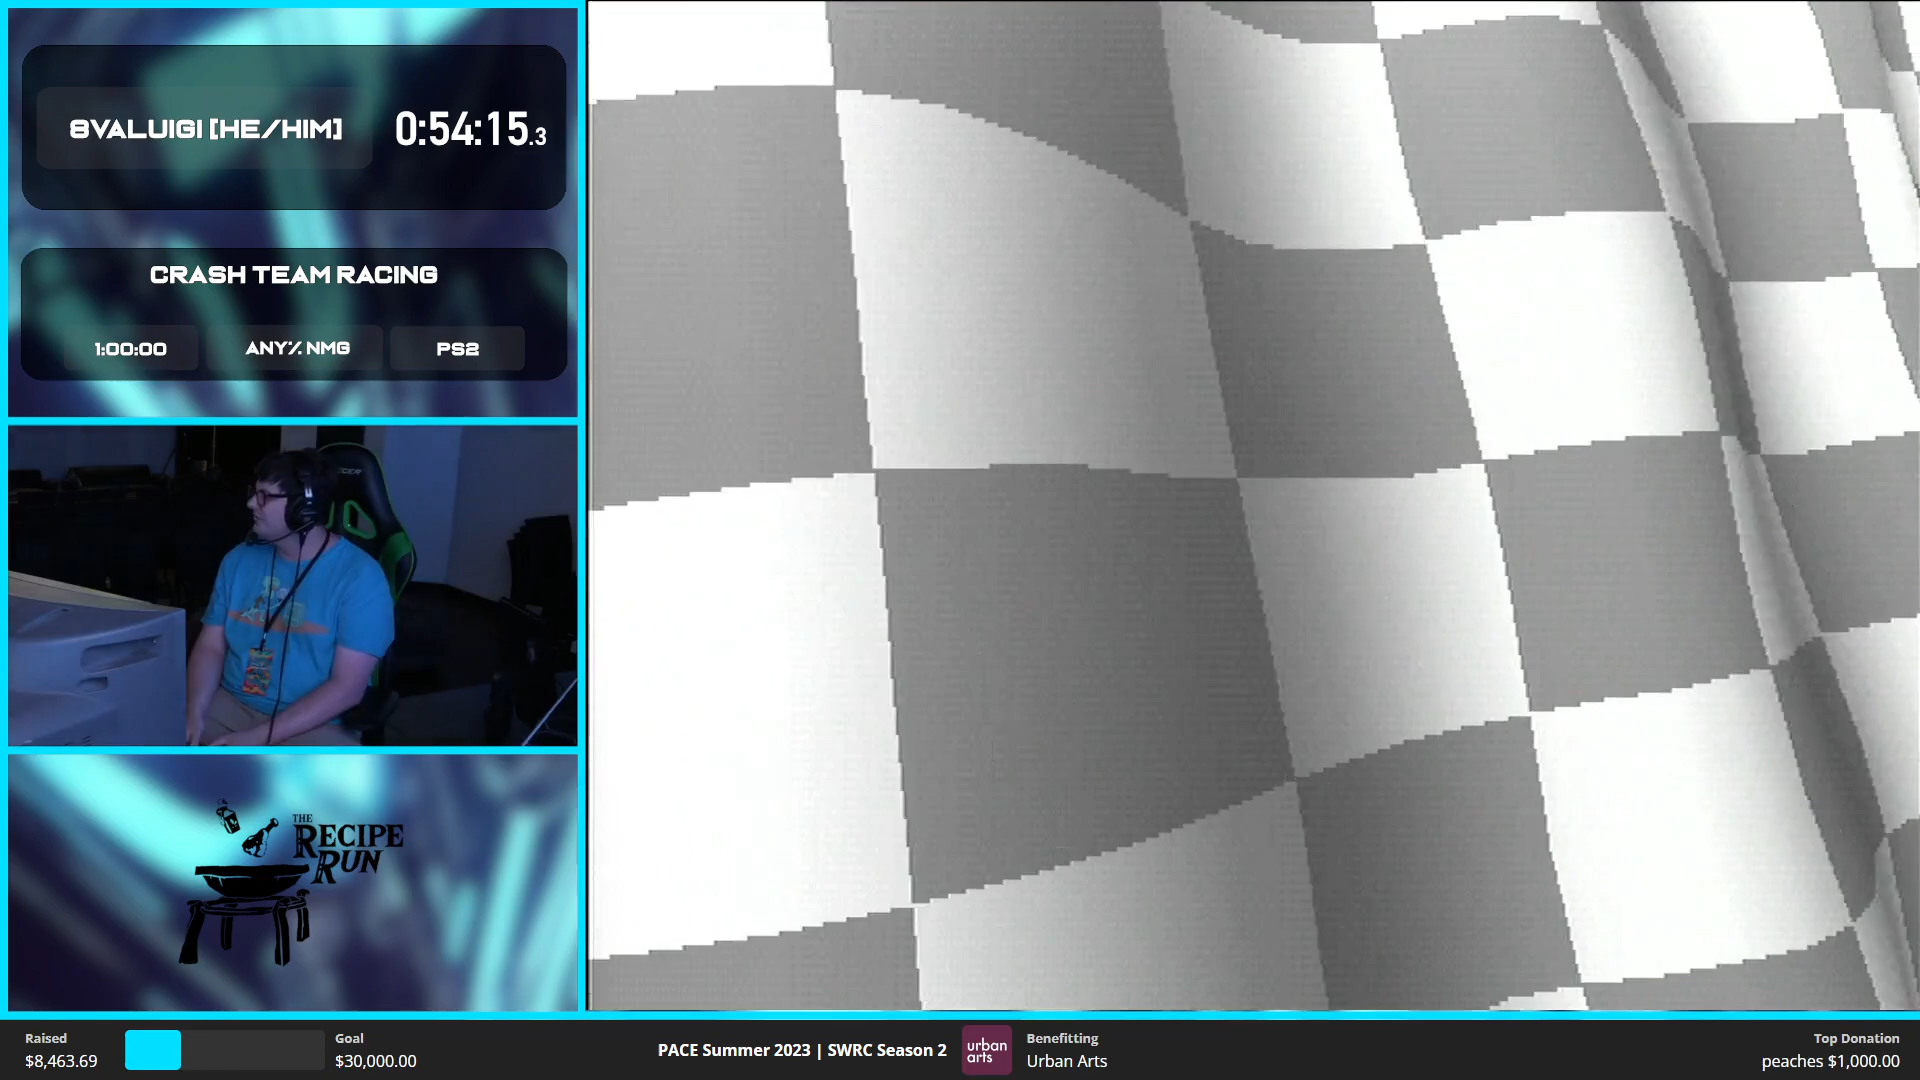 8VALUIGI [HE/HIM]
0:54:15.3
CRASH TEAM RACING
1:00:00
ANY% NMG
PS2
THE
RECIPE
RUN
Raised
$8,463.69
Goal
$30,000.00
PACE Summer 2023 | SWRC Season 2
urban
arts
Benefitting
Urban Arts
Top Donation
peaches $1,000.00